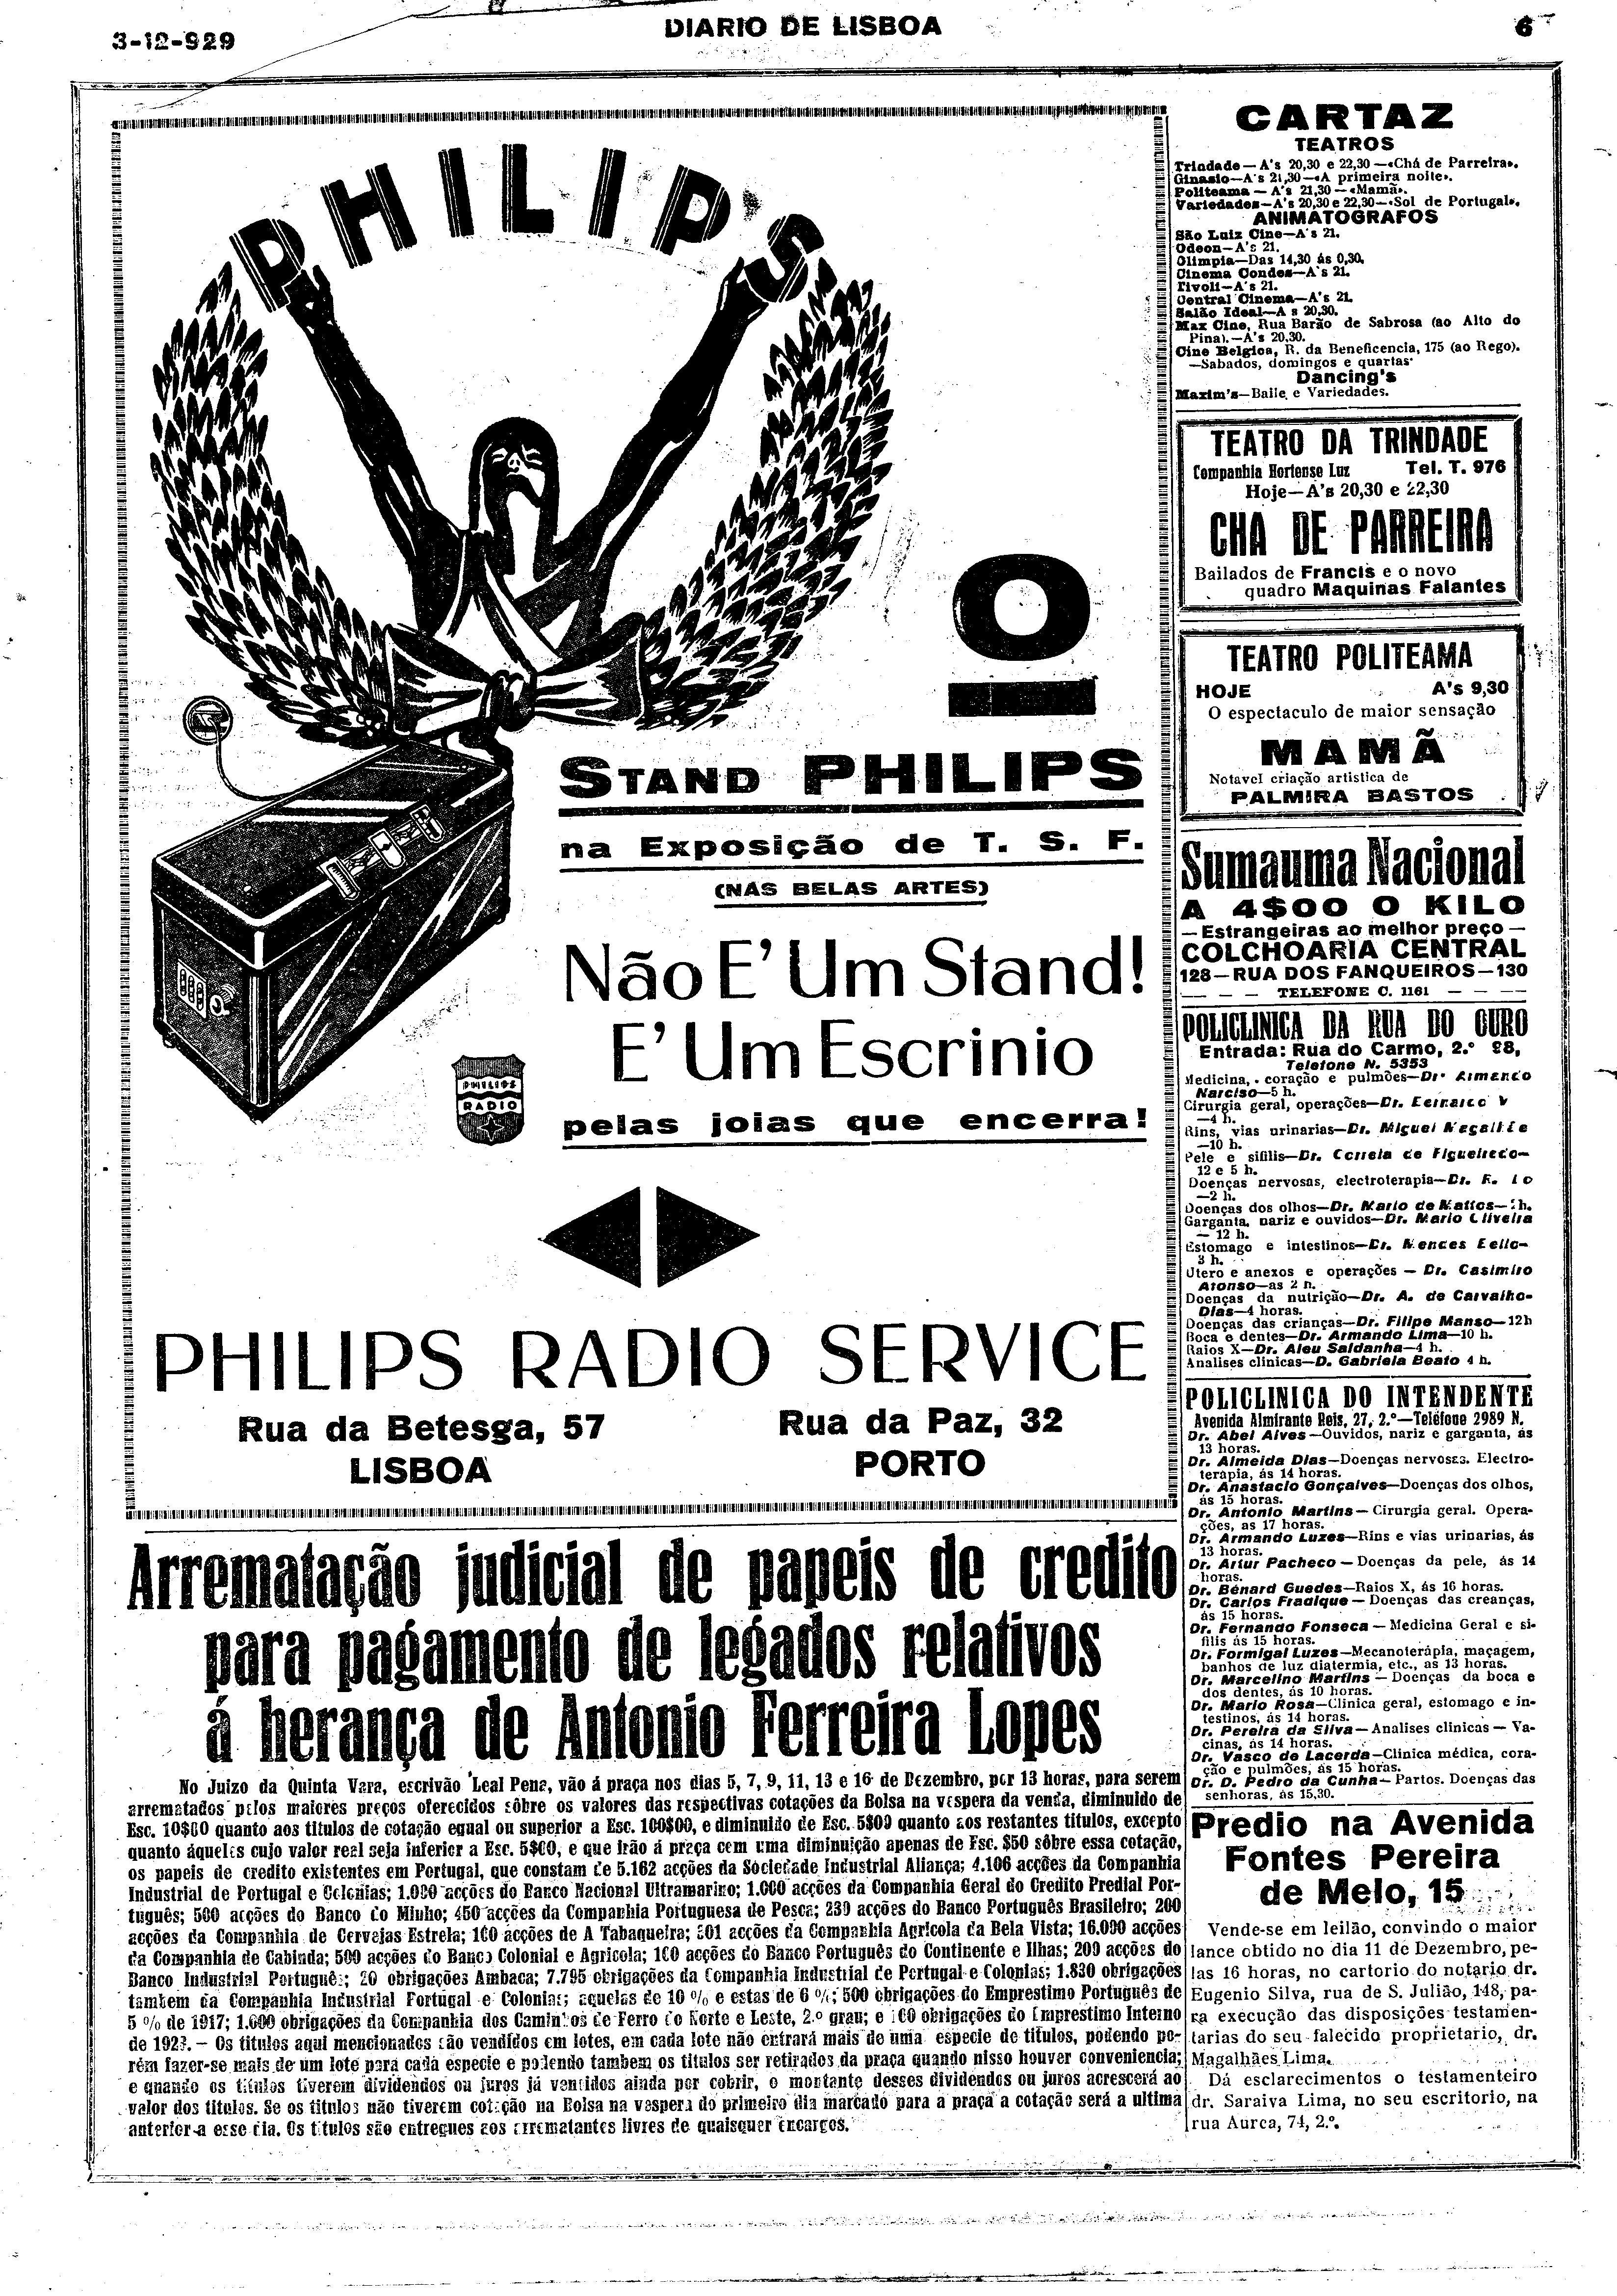 3-12-929
DIARIO DE LISBOA
6
PHILIPS
O
STAND PHILIPS
na Exposição de T. S. F.
(NAS BELAS ARTES)
Não E' Um Stand!
E' Um Escrinio
PHILIPS
RADIO
pelas joias que encerra!
PHILIPS RADIO SERVICE
Rua da Betesga, 57
LISBOA
Rua da Paz, 32
PORTO
Arrematação judicial de papeis de credito
para pagamento de legados relativos
á herança de Antonio Ferreira Lopes
No Juizo da Quinta Vara, escrivão Leal Pena, vão á praça nos dias 5, 7, 9, 11, 13 e 16 de Dezembro, por 13 horas, para serem
arrematados pelos maiores preços oferecidos sôbre os valores das respectivas cotações da Bolsa na vespera da venda, diminuido de
Esc. 10$00 quanto aos titulos de cotação egual ou superior a Esc. 100$00, e diminuido de Esc. 5$00 quanto aos restantes titulos, excepto
quanto áqueles cujo valor real seja inferior a Esc. 5$00, e que irão á praça com uma diminuição apenas de Esc. $50 sôbre essa cotação,
os papeis de credito existentes em Portugal, que constam de 5.162 acções da Sociedade Industrial Aliança; 4.106 acções da Companhia
Industrial de Portugal e Colonias; 1.090 acções do Banco Nacional Ultramarino; 1.000 acções da Companhia Geral do Credito Predial Por-
tuguês; 500 acções do Banco do Minho; 450 acções da Companhia Portuguesa de Pesca; 239 acções do Banco Português Brasileiro; 200
acções da Companhia de Cervejas Estrela; 160 acções de A Tabaqueira; 201 acções da Companhia Agricola da Bela Vista; 16.090 acções
da Companhia de Cabinda; 500 acções do Banco Colonial e Agricola; 160 acções do Banco Português do Continente e Ilhas; 209 acções do
Banco Industrial Português; 20 obrigações Ambaca; 7.795 obrigações da Companhia Industrial de Portugal e Colonias; 1.830 obrigações
tambem da Companhia Industrial Portugal e Colonias; áquelas de 10 % e estas de 6 %; 500 obrigações do Emprestimo Português de
5 % de 1917; 1.600 obrigações da Companhia dos Caminhos de Ferro do Norte e Leste, 2.º grau; e obrigações do Emprestimo Interno
de 1923.— Os titulos aqui mencionados são vendidos em lotes, em cada lote não entrará mais de uma especie de titulos, podendo po-
rém fazer-se mais de um lote para cada especie e podendo tambem os titulos ser retirados da praça quando nisso houver conveniencia;
e quando os titulos tiverem dividendos ou juros já vencidos ainda por cobrir, o montante desses dividendos ou juros acrescerá ao
valor dos titulos. Se os titulos não tiverem cotação na Bolsa na vespera do primeiro dia marcado para a praça a cotação será a ultima
anterior a esse dia. Os titulos são entregues aos arrematantes livres de quaisquer encargos.
CARTAZ
TEATROS
Trindade—A's 20,30 e 22,30—«Chá de Parreira».
Ginasio—A's 21,30—«A primeira noite».
Politeama — A's 21,30 — «Mamã».
Variedades—A's 20,30 e 22,30—«Sol de Portugal».
ANIMATOGRAFOS
São Luiz Cine—A's 21.
Odeon—A's 21.
Olimpia—Das 14,30 ás 0,30.
Cinema Condes—A's 21.
Tivoli—A's 21.
Central Cinema—A's 21.
Salão Ideal—A s 20,30.
Max Cine, Rua Barão de Sabrosa (ao Alto do
Pina).—A's 20,30.
Cine Belgica, R. da Beneficencia, 175 (ao Rego).
—Sabados, domingos e quartas
Dancing's
Maxim's—Baile e Variedades.
TEATRO DA TRINDADE
Companhia Hortense Luz Tel. T. 976
Hoje—A's 20,30 e 22,30
CHA DE PARREIRA
Bailados de Francis e o novo
quadro Maquinas Falantes
TEATRO POLITEAMA
HOJE A's 9,30
O espectaculo de maior sensação
MAMÃ
Notavel criação artistica de
PALMIRA BASTOS
Sumauma Nacional
A 4$00 O KILO
— Estrangeiras ao melhor preço —
COLCHOARIA CENTRAL
128—RUA DOS FANQUEIROS—130
TELEFONE C. 1161
POLICLINICA DA RUA DO OURO
Entrada: Rua do Carmo, 2.º 98,
Telefone N. 5353
Medicina, coração e pulmões—Dr. Armenio
Narciso—5 h.
Cirurgia geral, operações—Dr. Bernardo V
—4 h.
Rins, vias urinarias—Dr. Miguel Magalhãe
—10 h.
Pele e sifilis—Dr. Correia de Figueiredo—
12 e 5 h.
Doenças nervosas, electroterapia—Dr. R.
—2 h.
Doenças dos olhos—Dr. Mario de Mattos— h.
Garganta, nariz e ouvidos—Dr. Mario Oliveira
— 12 h.
Estomago e intestinos—Dr. Mendes Bello—
3 h.
Utero e anexos e operações — Dr. Casimiro
Afonso—as 2 h.
Doenças da nutrição—Dr. A. de Carvalho-
Dias—4 horas.
Doenças das crianças—Dr. Filipe Manso—12h
Boca e dentes—Dr. Armando Lima—10 h.
Raios X—Dr. Aleu Saldanha—4 h.
Analises clinicas—D. Gabriela Beato 4 h.
POLICLINICA DO INTENDENTE
Avenida Almirante Reis, 27, 2.º—Teléfone 2989 N.
Dr. Abel Alves—Ouvidos, nariz e garganta, ás
13 horas.
Dr. Almeida Dias—Doenças nervosas. Electro-
terapia, ás 14 horas.
Dr. Anastacio Gonçalves—Doenças dos olhos,
ás 15 horas.
Dr. Antonio Martins—Cirurgia geral. Opera-
ções, as 17 horas.
Dr. Armando Luzes—Rins e vias urinarias, ás
13 horas.
Dr. Artur Pacheco—Doenças da pele, ás 14
horas.
Dr. Bénard Guedes—Raios X, ás 16 horas.
Dr. Carlos Fradique—Doenças das creanças,
ás 15 horas.
Dr. Fernando Fonseca—Medicina Geral e si-
filis ás 15 horas.
Dr. Formigal Luzes—Mecanoterápia, maçagem,
banhos de luz diatermia, etc., as 13 horas.
Dr. Marcelino Martins—Doenças da boca e
dos dentes, ás 10 horas.
Dr. Mario Rosa—Clinica geral, estomago e in-
testinos, ás 14 horas.
Dr. Pereira da Silva—Analises clinicas—Va-
cinas, ás 14 horas.
Dr. Vasco de Lacerda—Clinica médica, cora-
ção e pulmões, ás 15 horas.
Dr. D. Pedro da Cunha—Partos. Doenças das
senhoras, ás 15,30.
Predio na Avenida
Fontes Pereira
de Melo, 15
Vende-se em leilão, convindo o maior
lance obtido no dia 11 de Dezembro, pe-
las 16 horas, no cartorio do notario dr.
Eugenio Silva, rua de S. Julião, 148, pa-
ra execução das disposições testamen-
tarias do seu falecido proprietario, dr.
Magalhães Lima.
Dá esclarecimentos o testamenteiro
dr. Saraiva Lima, no seu escritorio, na
rua Aurea, 74, 2.º.